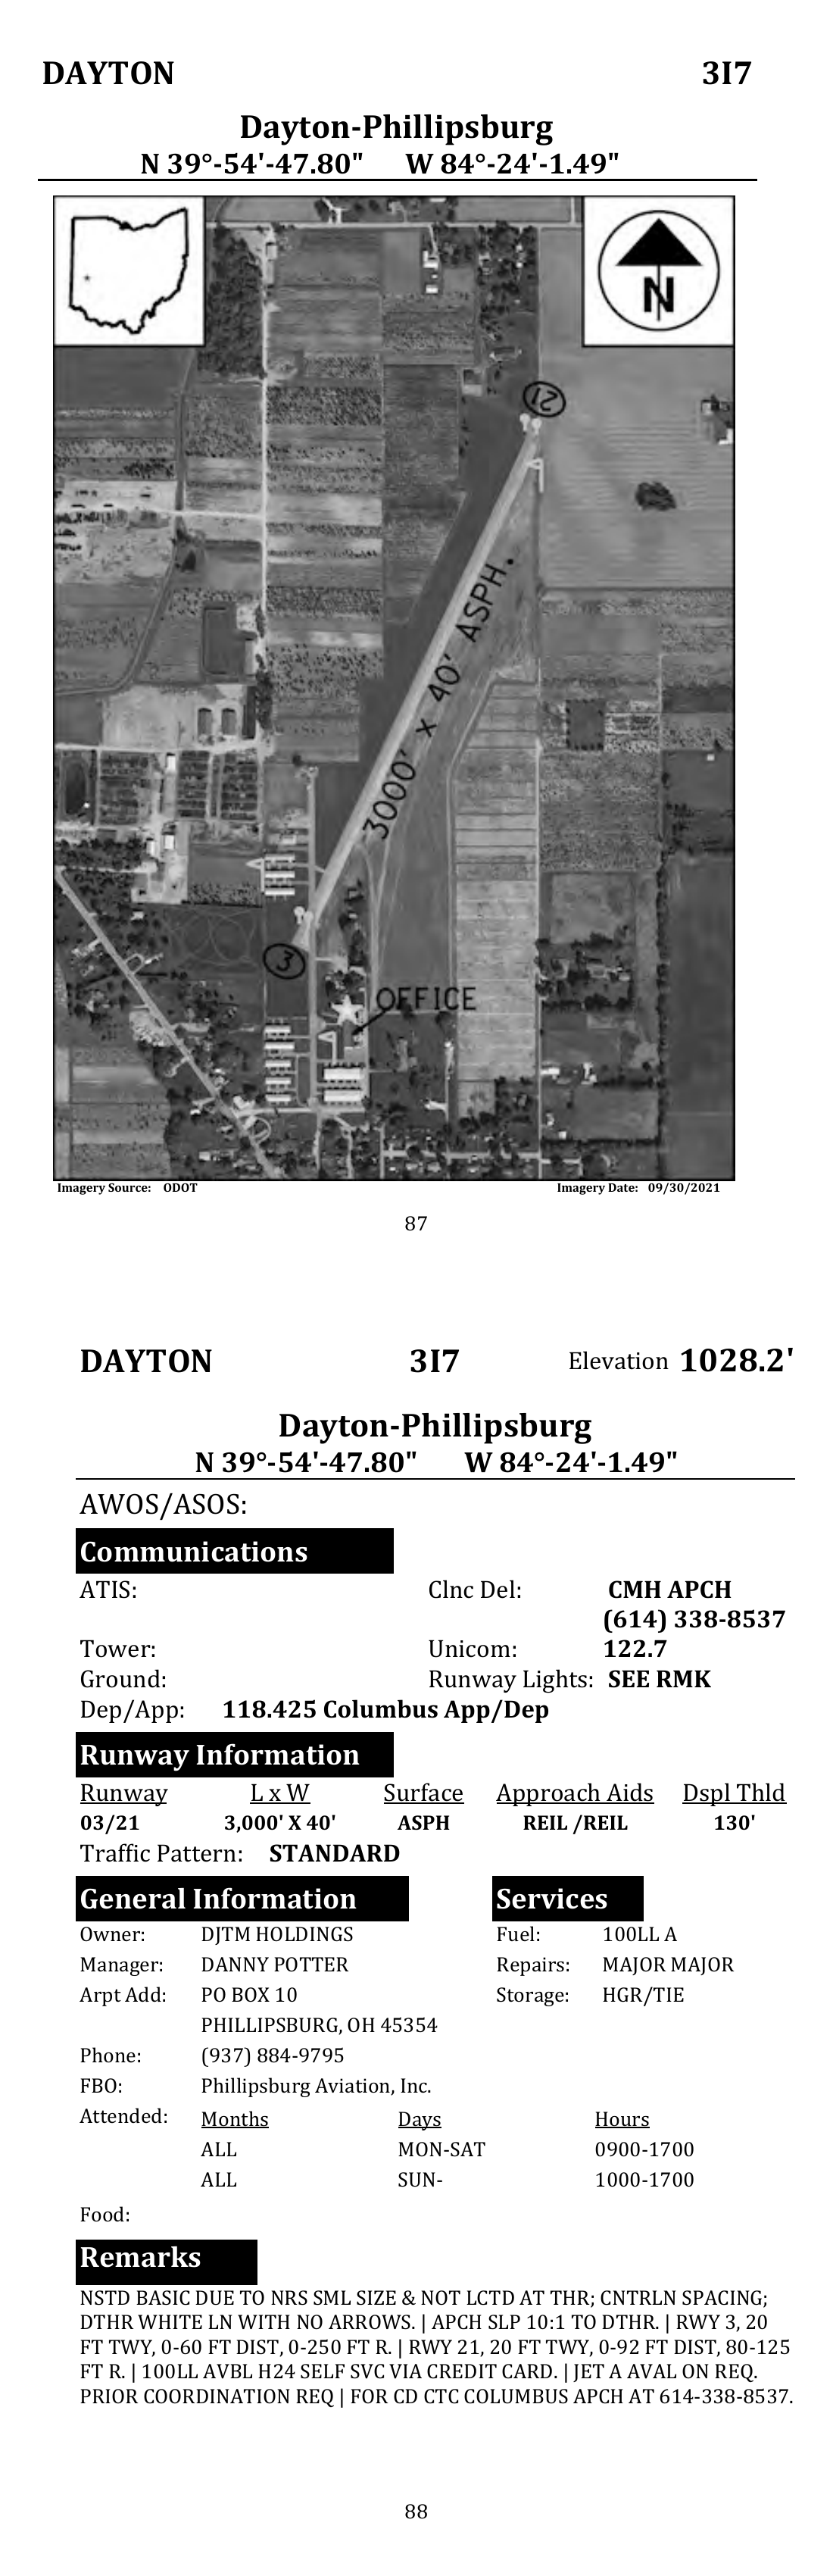 DAYTON 3I7
Dayton-Phillipsburg
N 39°-54'-47.80" W 84°-24'-1.49"
N
21
3000' x 40' ASPH.
3
OFFICE
Imagery Source: ODOT Imagery Date: 09/30/2021
87
DAYTON 3I7 Elevation 1028.2'
Dayton-Phillipsburg
N 39°-54'-47.80" W 84°-24'-1.49"
AWOS/ASOS:
Communications
ATIS: Clnc Del: CMH APCH
(614) 338-8537
Tower: Unicom: 122.7
Ground: Runway Lights: SEE RMK
Dep/App: 118.425 Columbus App/Dep
Runway Information
Runway L x W Surface Approach Aids Dspl Thld
03/21 3,000' X 40' ASPH REIL /REIL 130'
Traffic Pattern: STANDARD
General Information Services
Owner: DJTM HOLDINGS Fuel: 100LL A
Manager: DANNY POTTER Repairs: MAJOR MAJOR
Arpt Add: PO BOX 10 Storage: HGR/TIE
PHILLIPSBURG, OH 45354
Phone: (937) 884-9795
FBO: Phillipsburg Aviation, Inc.
Attended: Months Days Hours
ALL MON-SAT 0900-1700
ALL SUN- 1000-1700
Food:
Remarks
NSTD BASIC DUE TO NRS SML SIZE & NOT LCTD AT THR; CNTRLN SPACING;
DTHR WHITE LN WITH NO ARROWS. | APCH SLP 10:1 TO DTHR. | RWY 3, 20
FT TWY, 0-60 FT DIST, 0-250 FT R. | RWY 21, 20 FT TWY, 0-92 FT DIST, 80-125
FT R. | 100LL AVBL H24 SELF SVC VIA CREDIT CARD. | JET A AVAL ON REQ.
PRIOR COORDINATION REQ | FOR CD CTC COLUMBUS APCH AT 614-338-8537.
88